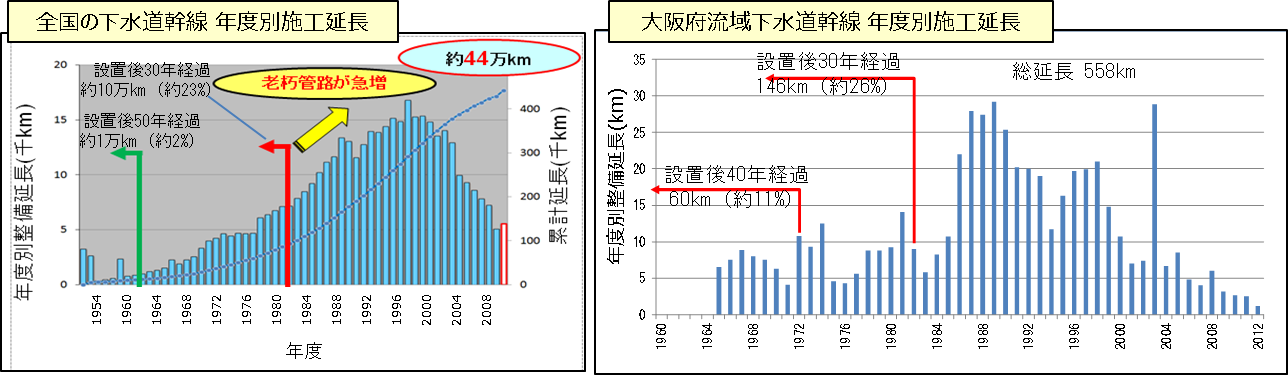 全国の下水道幹線 年度別施工延長
約44万km
設置後30年経過
約10万km（約23%）
老朽管路が急増
設置後50年経過
約1万km（約2%）
年度別整備延長(千km)
20
15
10
5
0
累計延長(千km)
400
300
200
100
0
1954 1960 1964 1968 1972 1976 1980 1984 1988 1992 1996 2000 2004 2008
年度
大阪府流域下水道幹線 年度別施工延長
設置後30年経過
146km（約26%）
総延長 558km
設置後40年経過
60km（約11%）
年度別整備延長(km)
35
30
25
20
15
10
5
0
1960 1964 1968 1972 1976 1980 1984 1988 1992 1996 2000 2004 2008 2012